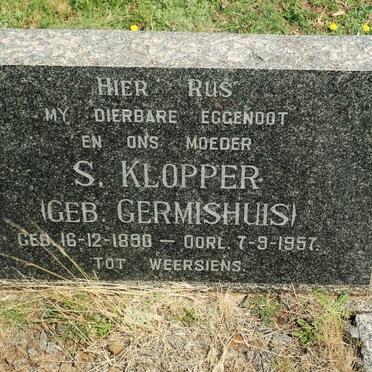 HIER RUS
MY DIERBARE EGGENOOT
EN ONS MOEDER
S. KLOPPER
(GEB. GERMISHUIS)
GEB. 16-12-1890 — OORL. 7-9-1957.
TOT WEERSIENS.